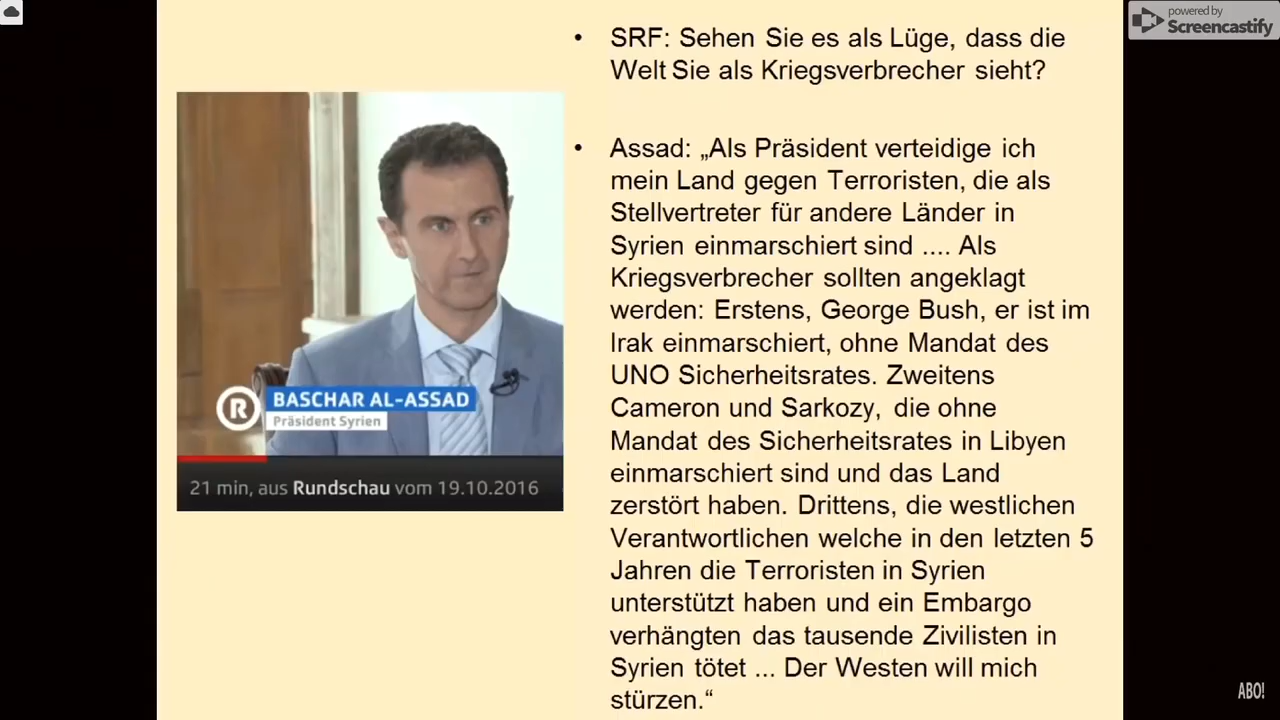 powered by
Screencastify
• SRF: Sehen Sie es als Lüge, dass die
Welt Sie als Kriegsverbrecher sieht?
• Assad: „Als Präsident verteidige ich
mein Land gegen Terroristen, die als
Stellvertreter für andere Länder in
Syrien einmarschiert sind .... Als
Kriegsverbrecher sollten angeklagt
werden: Erstens, George Bush, er ist im
Irak einmarschiert, ohne Mandat des
UNO Sicherheitsrates. Zweitens
Cameron und Sarkozy, die ohne
Mandat des Sicherheitsrates in Libyen
einmarschiert sind und das Land
zerstört haben. Drittens, die westlichen
Verantwortlichen welche in den letzten 5
Jahren die Terroristen in Syrien
unterstützt haben und ein Embargo
verhängten das tausende Zivilisten in
Syrien tötet ... Der Westen will mich
stürzen.“
R
BASCHAR AL-ASSAD
Präsident Syrien
21 min, aus Rundschau vom 19.10.2016
ABO!